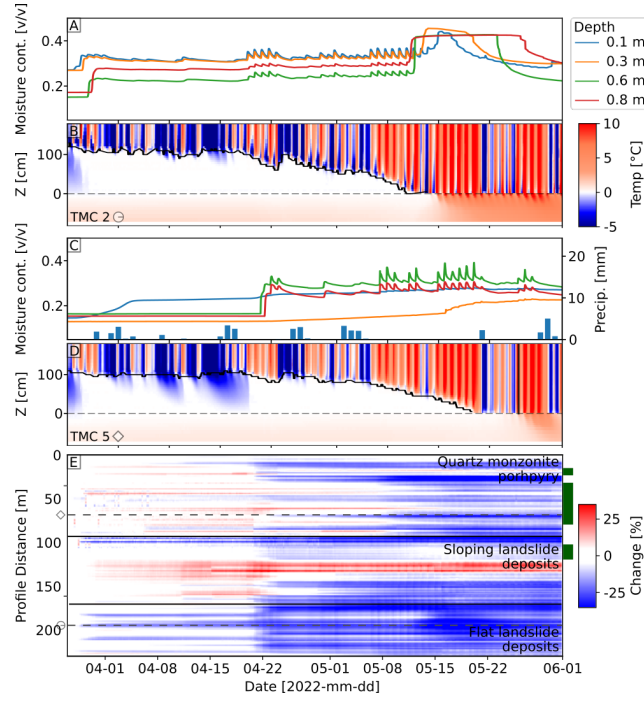 A
Moisture cont. [v/v]
0.4
0.2
Depth
0.1 m
0.3 m
0.6 m
0.8 m
B
Z [cm]
100
0
TMC 2
10
5
0
-5
Temp [°C]
C
Moisture cont. [v/v]
0.4
0.2
20
10
0
Precip. [mm]
D
Z [cm]
100
0
TMC 5
E
Profile Distance [m]
0
50
100
150
200
Quartz monzonite
porhpyry
Sloping landslide
deposits
Flat landslide
deposits
25
0
-25
Change [%]
04-01
04-08
04-15
04-22
05-01
05-08
05-15
05-22
06-01
Date [2022-mm-dd]